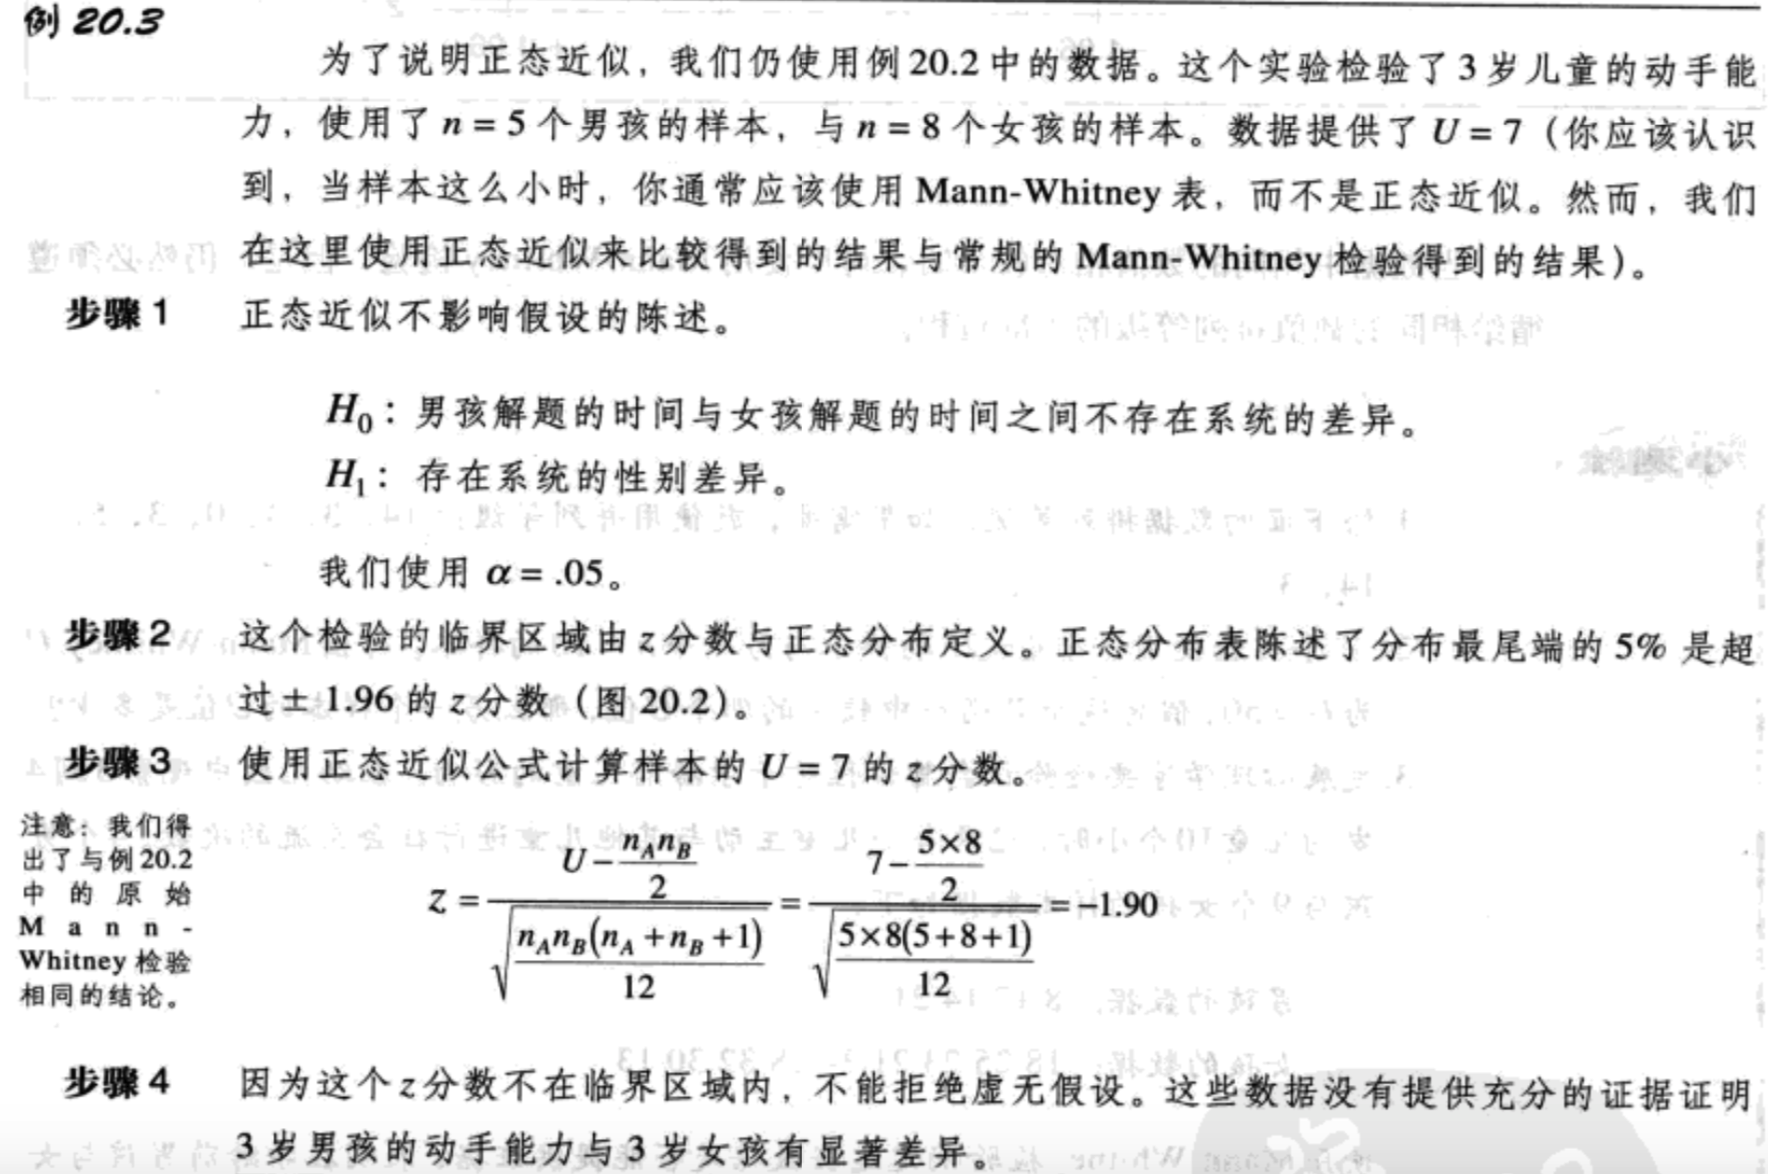 例 20.3
为了说明正态近似，我们仍使用例20.2中的数据。这个实验检验了3岁儿童的动手能
力，使用了 n = 5 个男孩的样本，与 n = 8 个女孩的样本。数据提供了 U = 7（你应该认识
到，当样本这么小时，你通常应该使用 Mann-Whitney 表，而不是正态近似。然而，我们
在这里使用正态近似来比较得到的结果与常规的 Mann-Whitney 检验得到的结果）。
步骤 1 正态近似不影响假设的陈述。
H₀：男孩解题的时间与女孩解题的时间之间不存在系统的差异。
H₁：存在系统的性别差异。
我们使用 α = .05。
步骤 2 这个检验的临界区域由 z 分数与正态分布定义。正态分布表陈述了分布最尾端的 5% 是超
过 ± 1.96 的 z 分数（图 20.2）。
步骤 3 使用正态近似公式计算样本的 U = 7 的 z 分数。
注意：我们得
出了与例 20.2
中的原始
Mann-
Whitney 检验
相同的结论。
z = (U − nAnB/2) / √(nAnB(nA + nB + 1)/12) = (7 − 5×8/2) / √(5×8(5+8+1)/12) = −1.90
步骤 4 因为这个 z 分数不在临界区域内，不能拒绝虚无假设。这些数据没有提供充分的证据证明
3 岁男孩的动手能力与 3 岁女孩有显著差异。